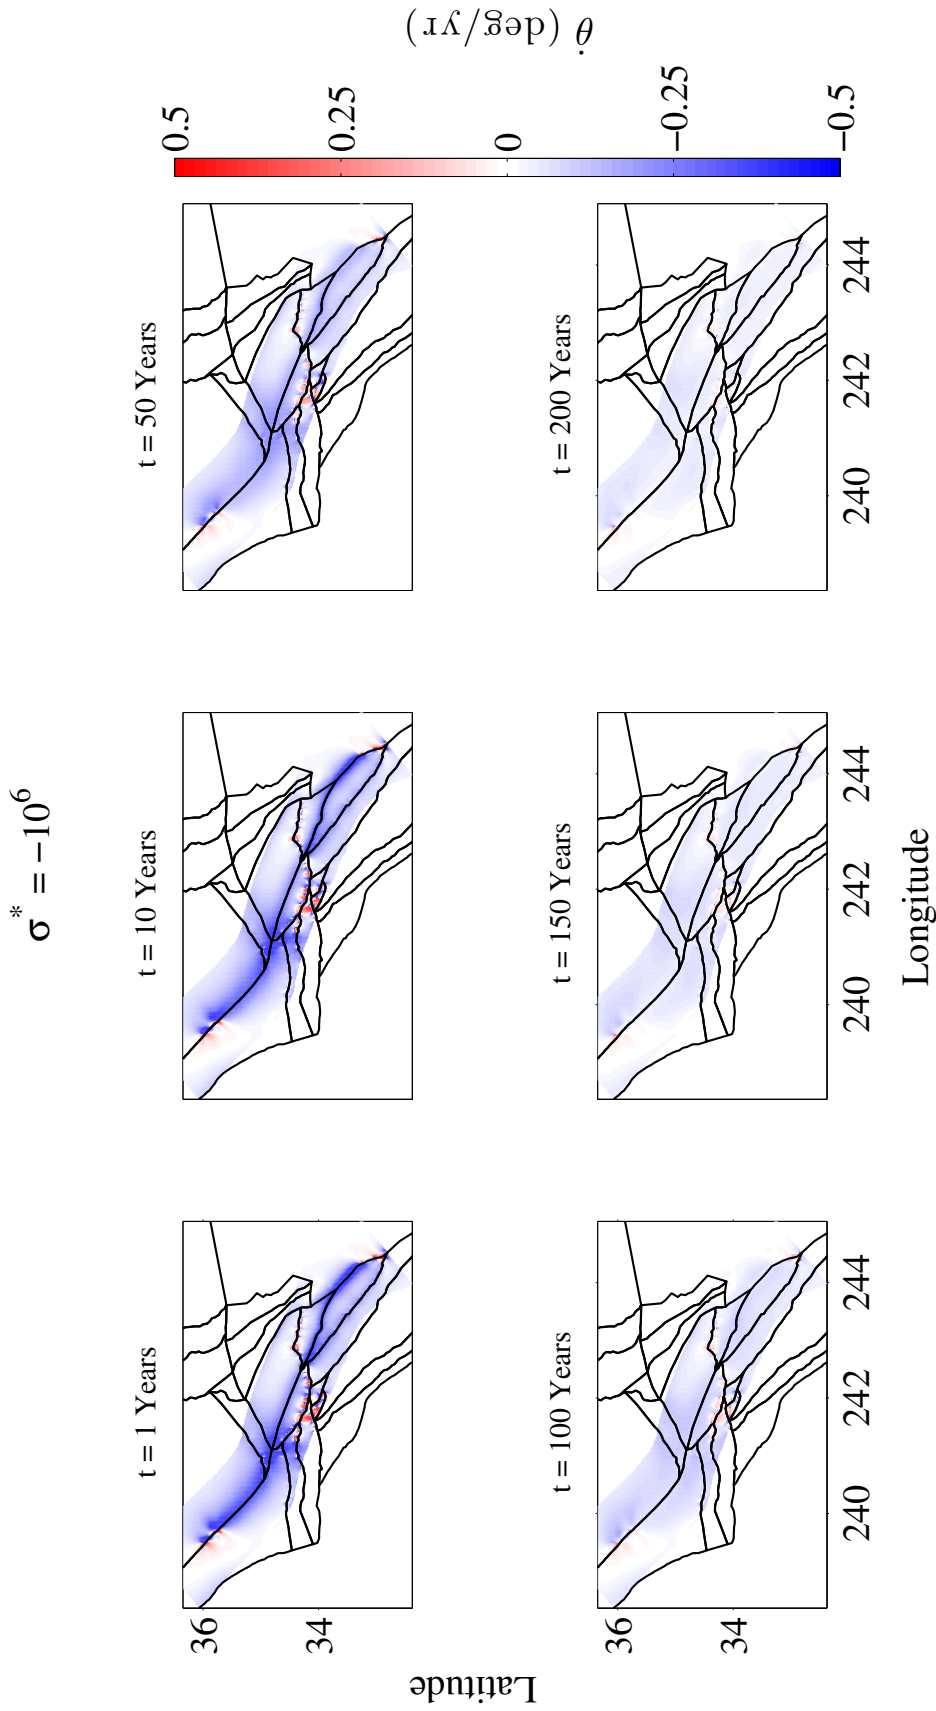 σ* = −10⁶
t = 1 Years
t = 10 Years
t = 50 Years
36
34
t = 100 Years
t = 150 Years
t = 200 Years
36
34
240
242
244
240
242
244
240
242
244
Latitude
Longitude
0.5
0.25
0
−0.25
−0.5
θ̇ (deg/yr)